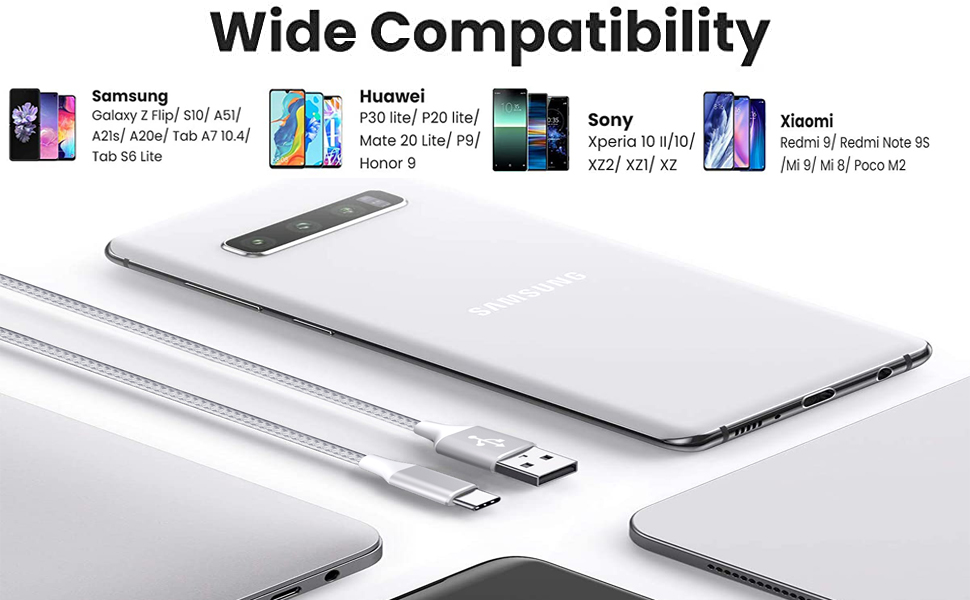 Wide Compatibility
Samsung
Galaxy Z Flip/ S10/ A51/
A21s/ A20e/ Tab A7 10.4/
Tab S6 Lite
Huawei
P30 lite/ P20 lite/
Mate 20 Lite/ P9/
Honor 9
Sony
Xperia 10 II/10/
XZ2/ XZ1/ XZ
Xiaomi
Redmi 9/ Redmi Note 9S
/Mi 9/ Mi 8/ Poco M2
SAMSUNG